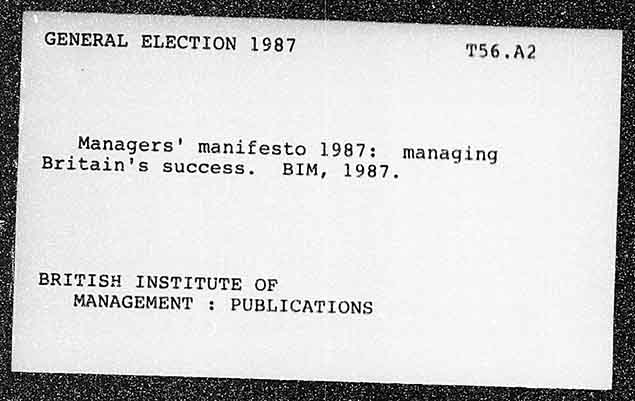 GENERAL ELECTION 1987 T56.A2
Managers' manifesto 1987: managing
Britain's success. BIM, 1987.
BRITISH INSTITUTE OF
MANAGEMENT : PUBLICATIONS